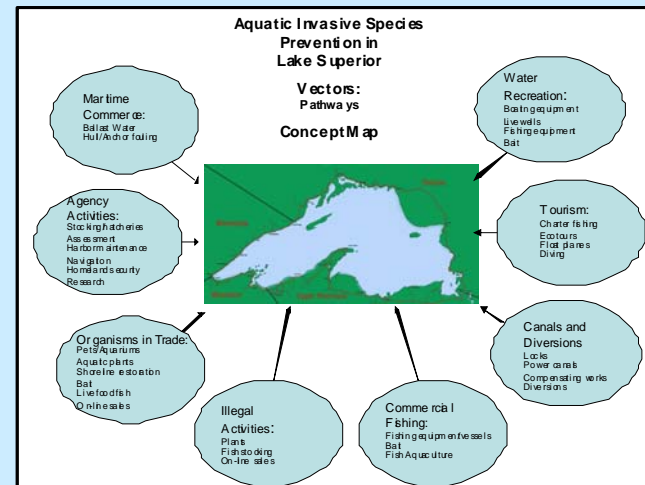 Aquatic Invasive Species
Prevention in
Lake Superior
Vectors:
Pathways
Concept Map
Maritime
Commerce:
Ballast Water
Hull/Anchor fouling
Agency
Activities:
Stocking/hatcheries
Assessment
Harbor maintenance
Navigation
Homeland security
Research
Organisms in Trade:
Pets/Aquariums
Aquatic plants
Shoreline restoration
Bait
Live food fish
On-line sales
Illegal
Activities:
Plants
Fish stocking
On-line sales
Commercial
Fishing:
Fishing equipment/vessels
Bait
Fish Aquaculture
Canals and
Diversions
Locks
Power canals
Compensating works
Diversions
Tourism:
Charter fishing
Eco tours
Float planes
Diving
Water
Recreation:
Boating equipment
Live wells
Fishing equipment
Bait